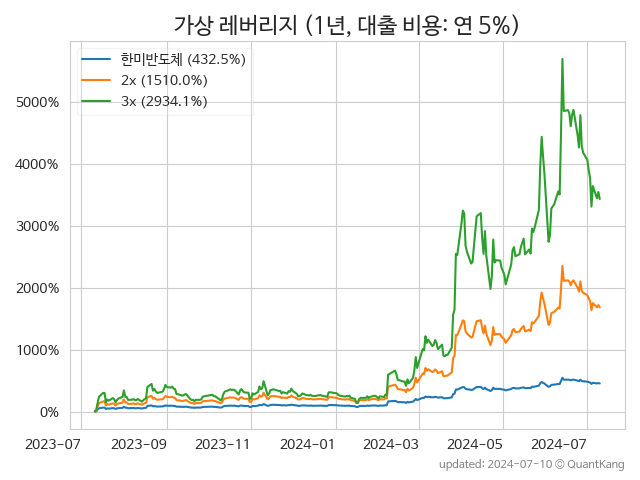 가상 레버리지 (1년, 대출 비용: 연 5%)
한미반도체 (432.5%)
2x (1510.0%)
3x (2934.1%)
5000%
4000%
3000%
2000%
1000%
0%
2023-07 2023-09 2023-11 2024-01 2024-03 2024-05 2024-07
updated: 2024-07-10 © QuantKang